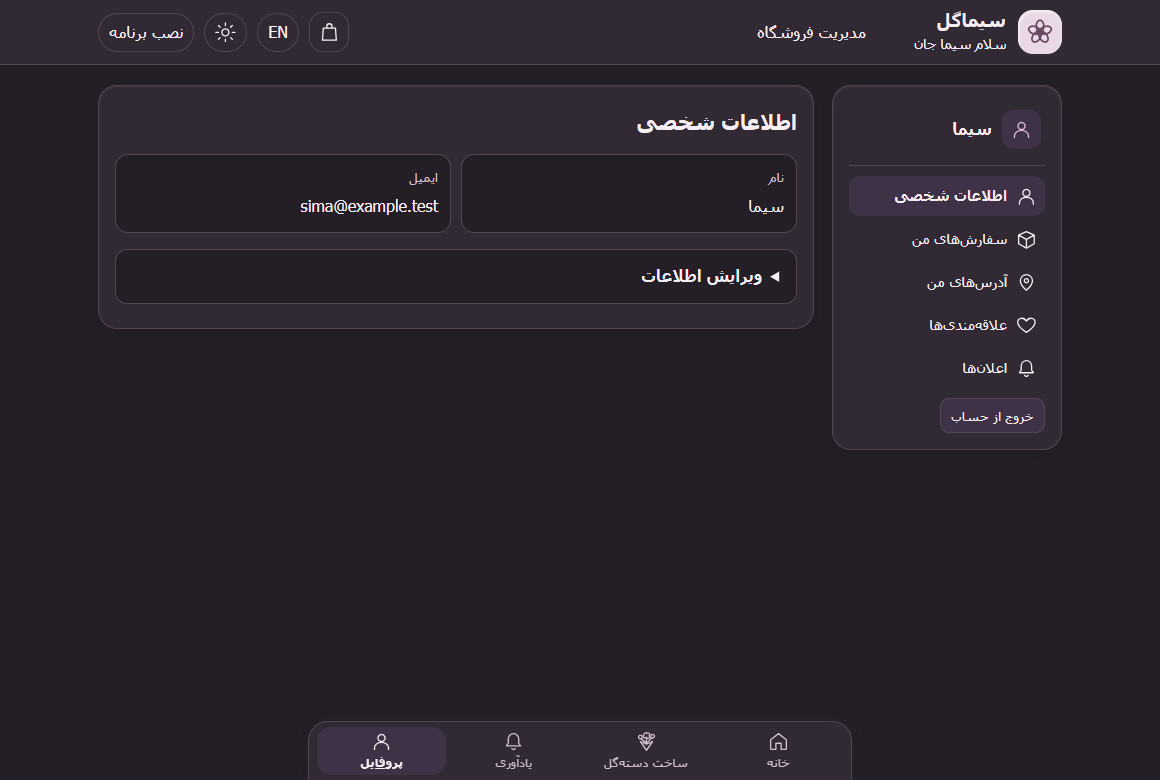 سیماگل
سلام سیما جان
مدیریت فروشگاه
EN
نصب برنامه
سیما
اطلاعات شخصی
سفارش‌های من
آدرس‌های من
علاقه‌مندی‌ها
اعلان‌ها
خروج از حساب
اطلاعات شخصی
نام
سیما
ایمیل
sima@example.test
ویرایش اطلاعات
خانه
ساخت دسته‌گل
یادآوری
پروفایل